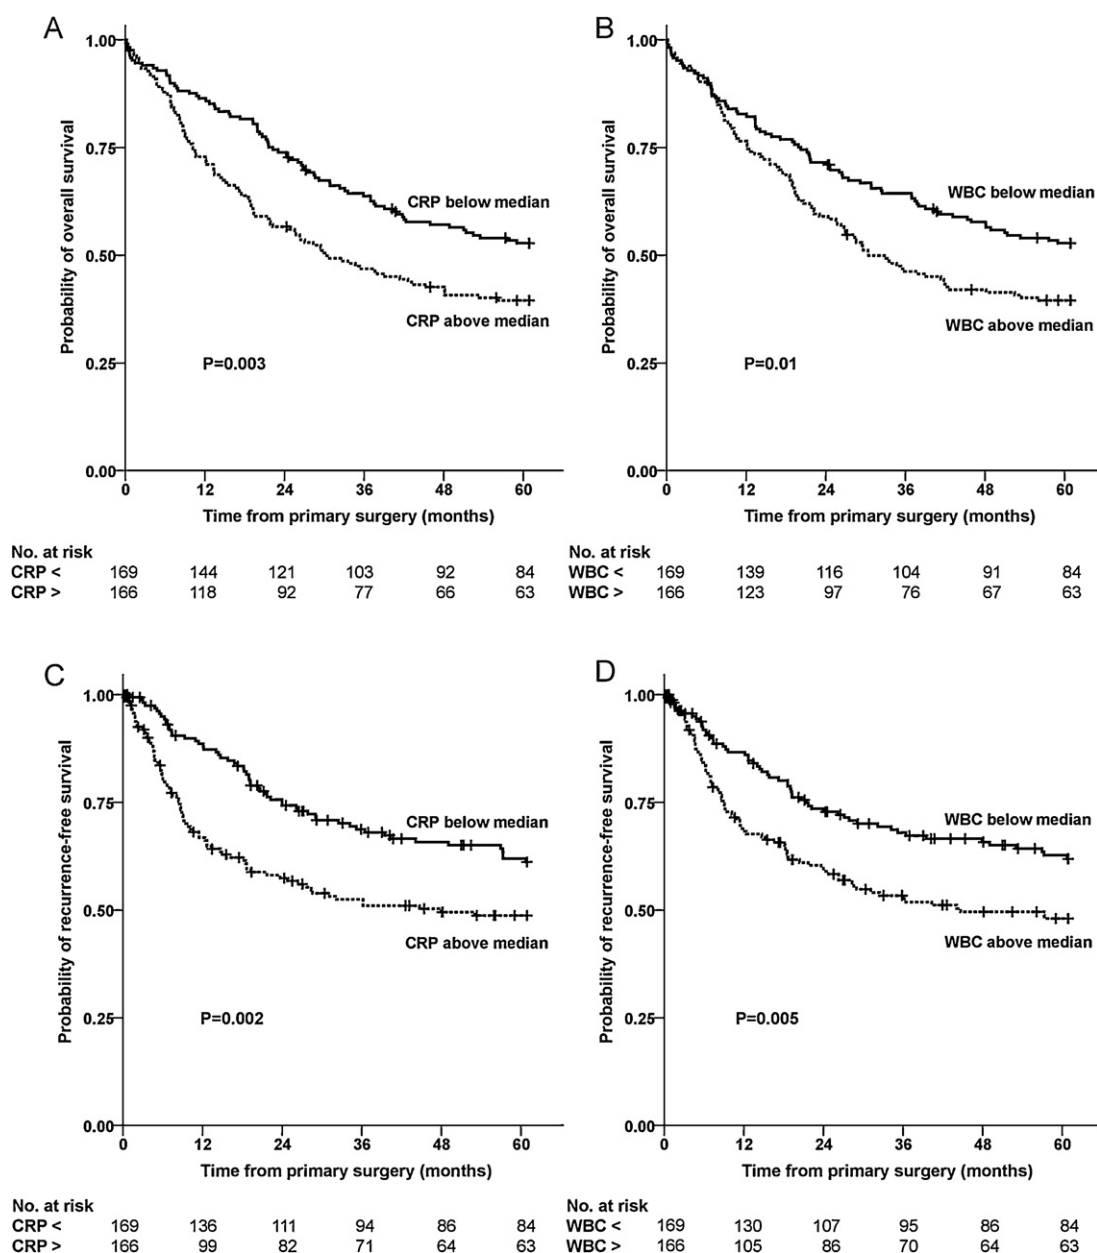 A
1.00
0.75
0.50
0.25
0.00
Probability of overall survival
CRP below median
CRP above median
P=0.003
0 12 24 36 48 60
Time from primary surgery (months)
No. at risk
CRP < 169 144 121 103 92 84
CRP > 166 118 92 77 66 63
B
1.00
0.75
0.50
0.25
0.00
Probability of overall survival
WBC below median
WBC above median
P=0.01
0 12 24 36 48 60
Time from primary surgery (months)
No. at risk
WBC < 169 139 116 104 91 84
WBC > 166 123 97 76 67 63
C
1.00
0.75
0.50
0.25
0.00
Probability of recurrence-free survival
CRP below median
CRP above median
P=0.002
0 12 24 36 48 60
Time from primary surgery (months)
No. at risk
CRP < 169 136 111 94 86 84
CRP > 166 99 82 71 64 63
D
1.00
0.75
0.50
0.25
0.00
Probability of recurrence-free survival
WBC below median
WBC above median
P=0.005
0 12 24 36 48 60
Time from primary surgery (months)
No. at risk
WBC < 169 130 107 95 86 84
WBC > 166 105 86 70 64 63